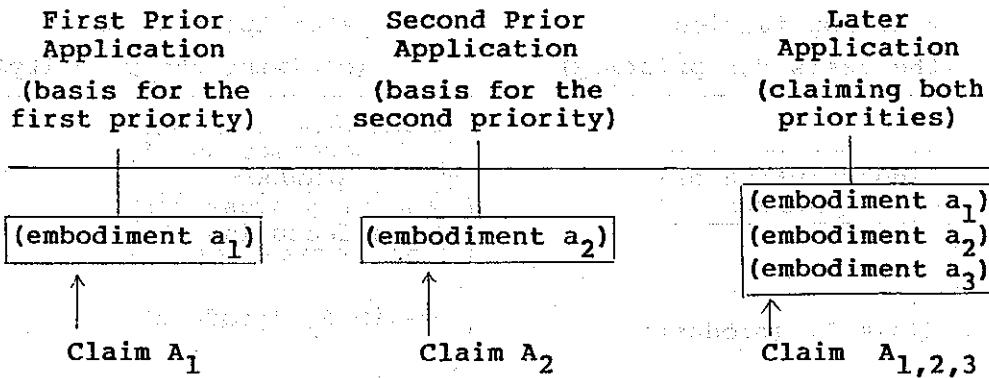 First Prior Application
(basis for the first priority)
Second Prior Application
(basis for the second priority)
Later Application
(claiming both priorities)
(embodiment a1)
(embodiment a2)
(embodiment a1)
(embodiment a2)
(embodiment a3)
Claim A1
Claim A2
Claim A1,2,3